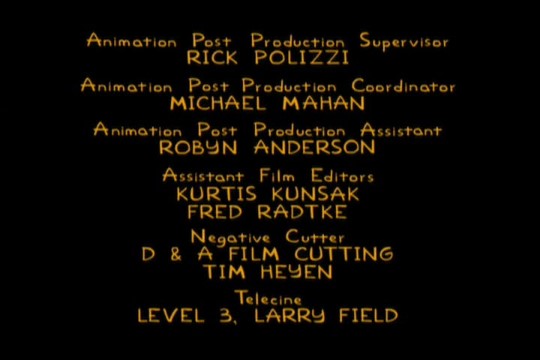 Animation Post Production Supervisor
RICK POLIZZI
Animation Post Production Coordinator
MICHAEL MAHAN
Animation Post Production Assistant
ROBYN ANDERSON
Assistant Film Editors
KURTIS KUNSAK
FRED RADTKE
Negative Cutter
D & A FILM CUTTING
TIM HEYEN
Telecine
LEVEL 3, LARRY FIELD